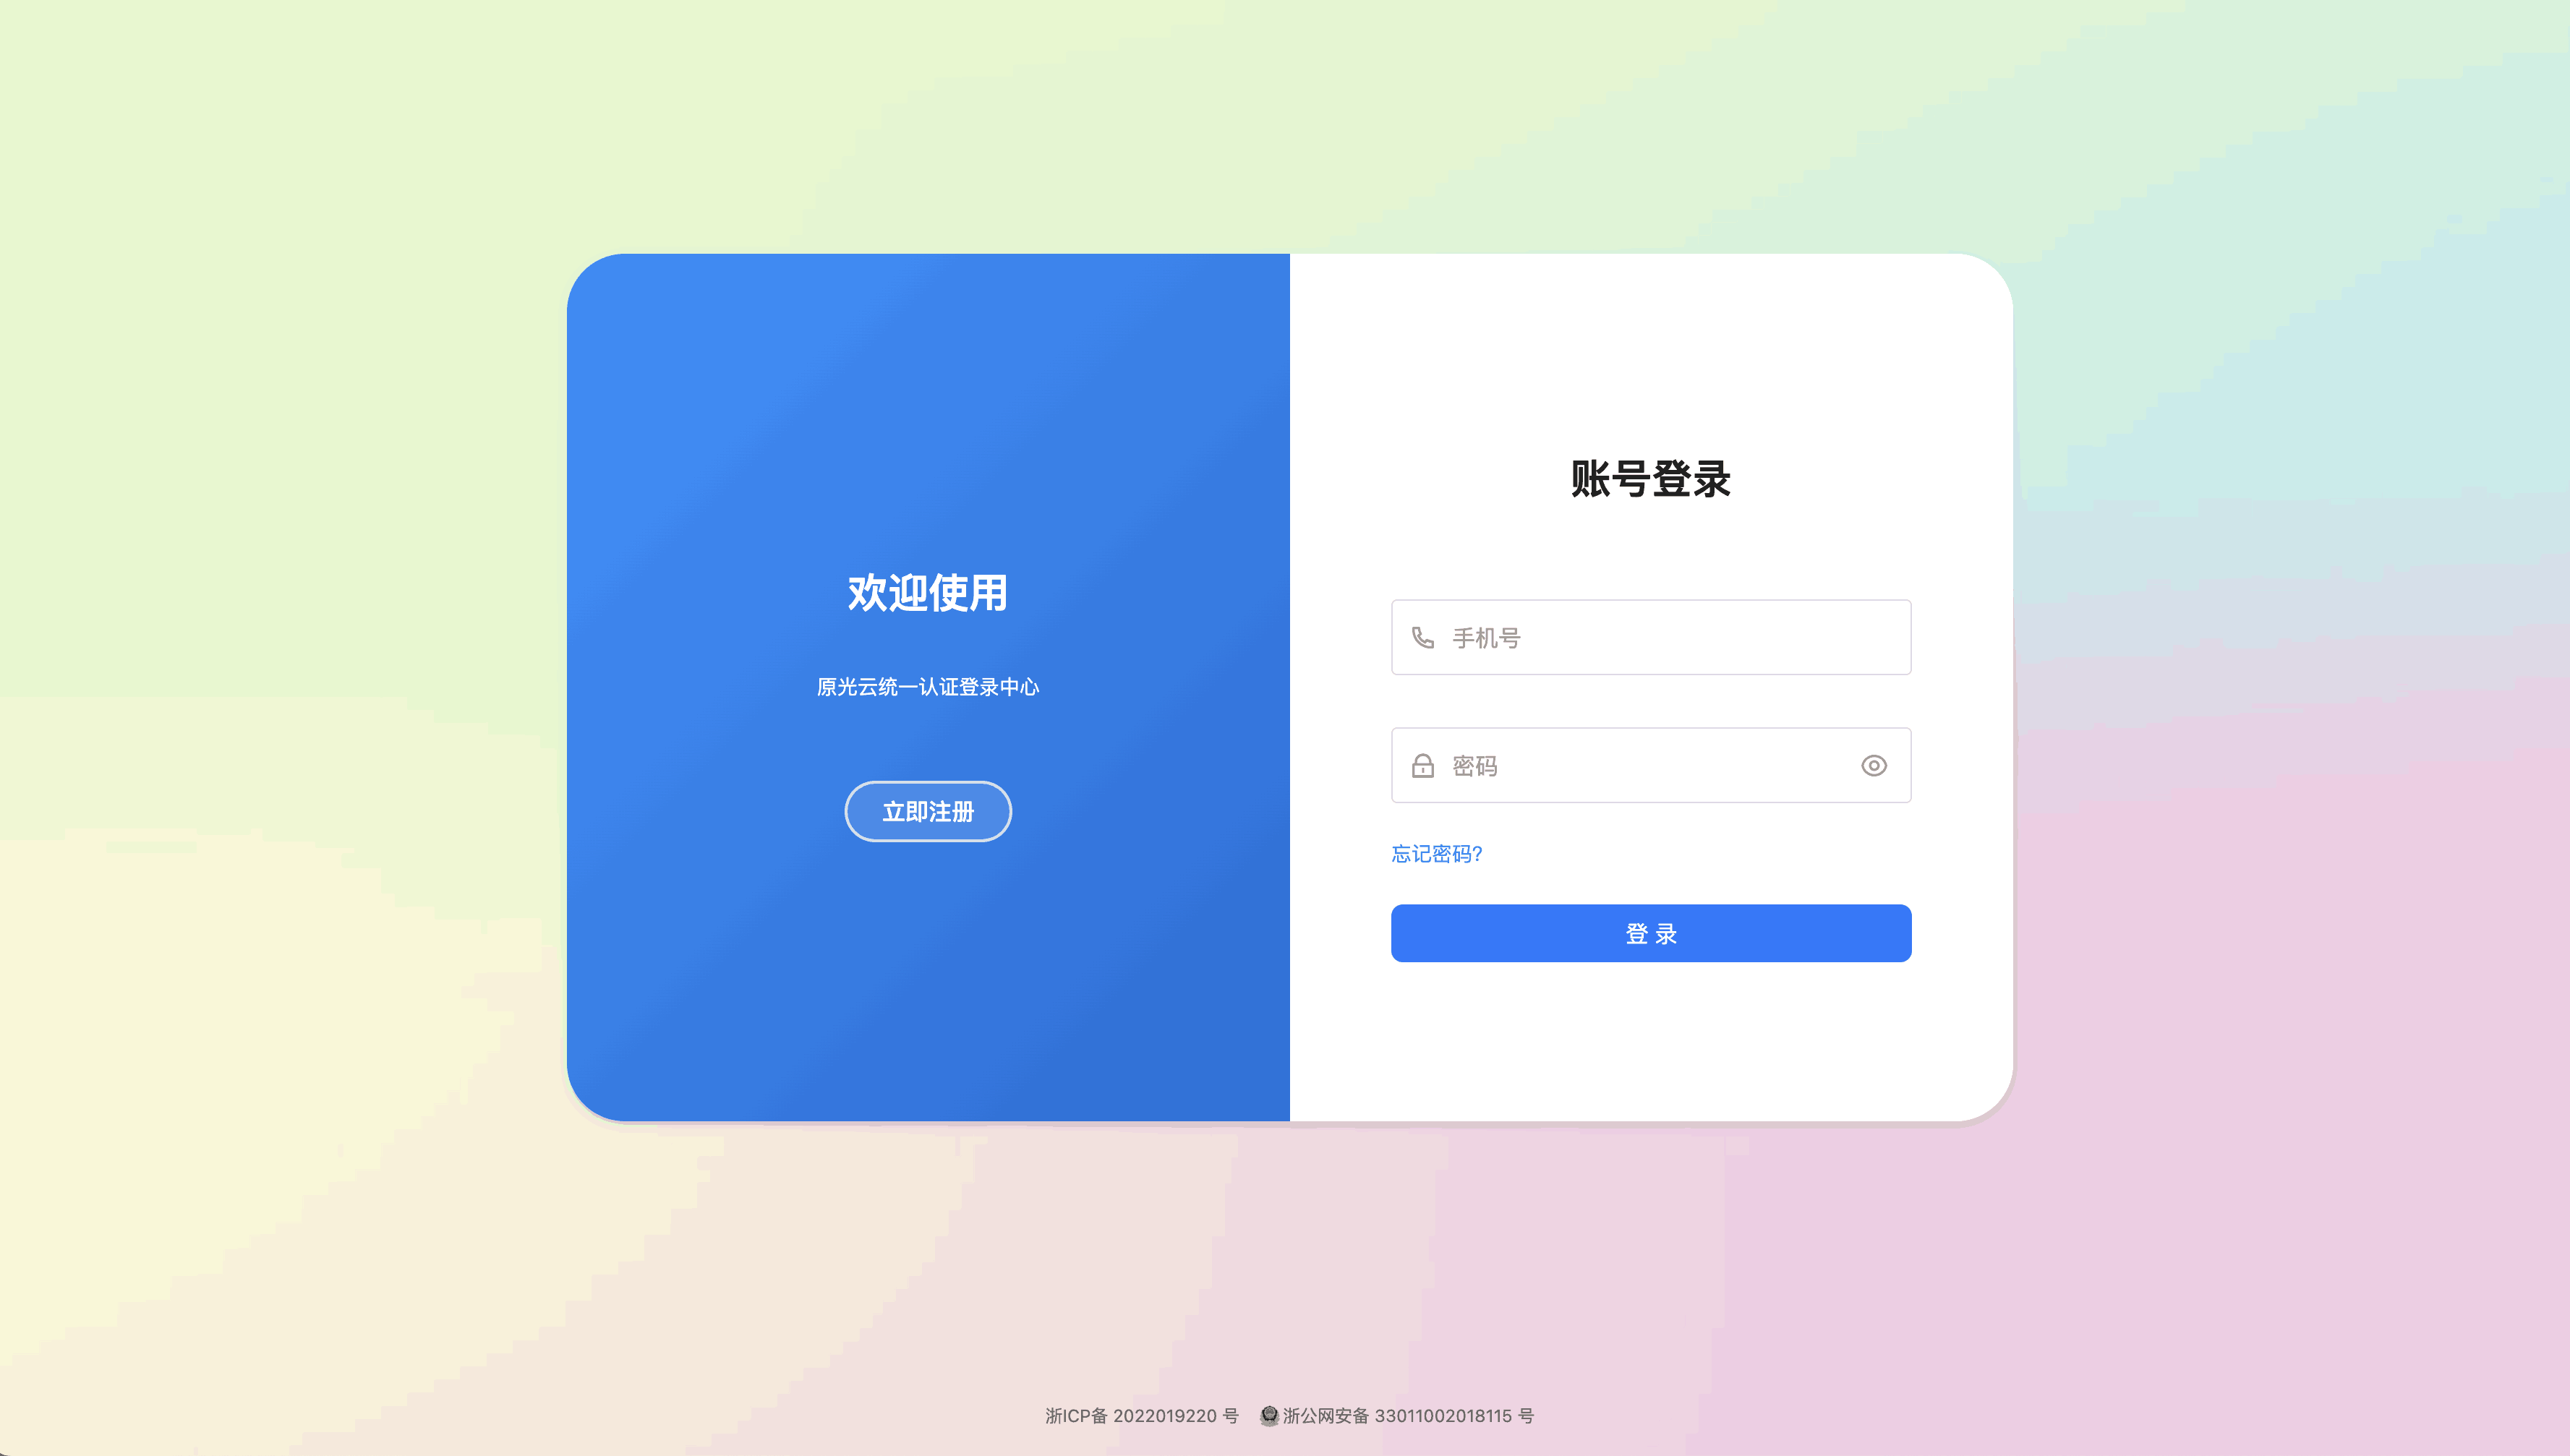 欢迎使用
原光云统一认证登录中心
立即注册
账号登录
手机号
密码
忘记密码?
登 录
浙ICP备 2022019220 号 浙公网安备 33011002018115 号